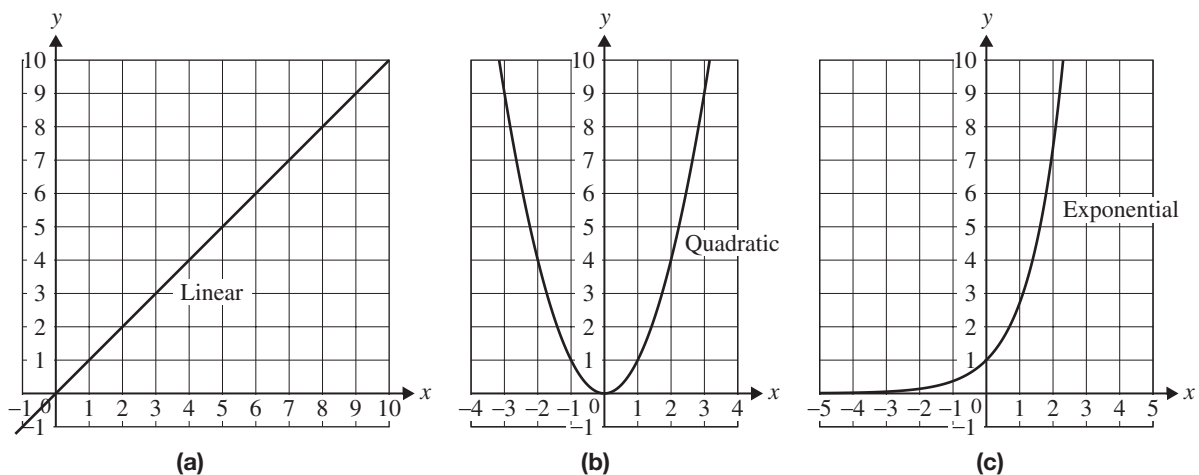 y
y
y
10
10
10
9
9
9
8
8
8
7
7
7
6
6
6
5
5
5
Exponential
4
4
4
Quadratic
3
3
3
Linear
2
2
2
1
1
1
x
x
x
–1 0 1 2 3 4 5 6 7 8 9 10
–4 –3 –2 –1 0 1 2 3 4
–5 –4 –3 –2 –1 0 1 2 3 4 5
–1
–1
–1
(a)
(b)
(c)